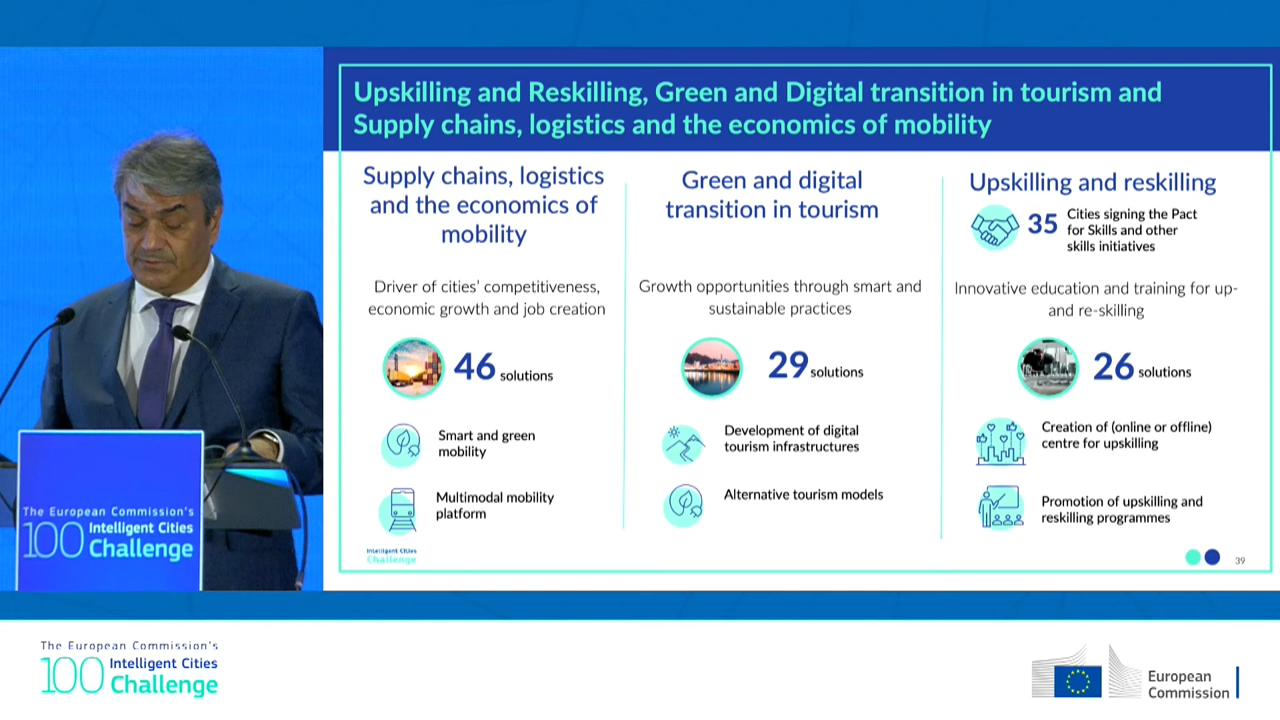 Upskilling and Reskilling, Green and Digital transition in tourism and
Supply chains, logistics and the economics of mobility
Supply chains, logistics
and the economics of
mobility
Driver of cities' competitiveness,
economic growth and job creation
46 solutions
Smart and green
mobility
Multimodal mobility
platform
Intelligent Cities
Challenge
Green and digital
transition in tourism
Growth opportunities through smart and
sustainable practices
29 solutions
Development of digital
tourism infrastructures
Alternative tourism models
Upskilling and reskilling
35 Cities signing the Pact
for Skills and other
skills initiatives
Innovative education and training for up-
and re-skilling
26 solutions
Creation of (online or offline)
centre for upskilling
Promotion of upskilling and
reskilling programmes
39
The European Commission's
100 Intelligent Cities
Challenge
The European Commission's
100 Intelligent Cities
Challenge
European
Commission